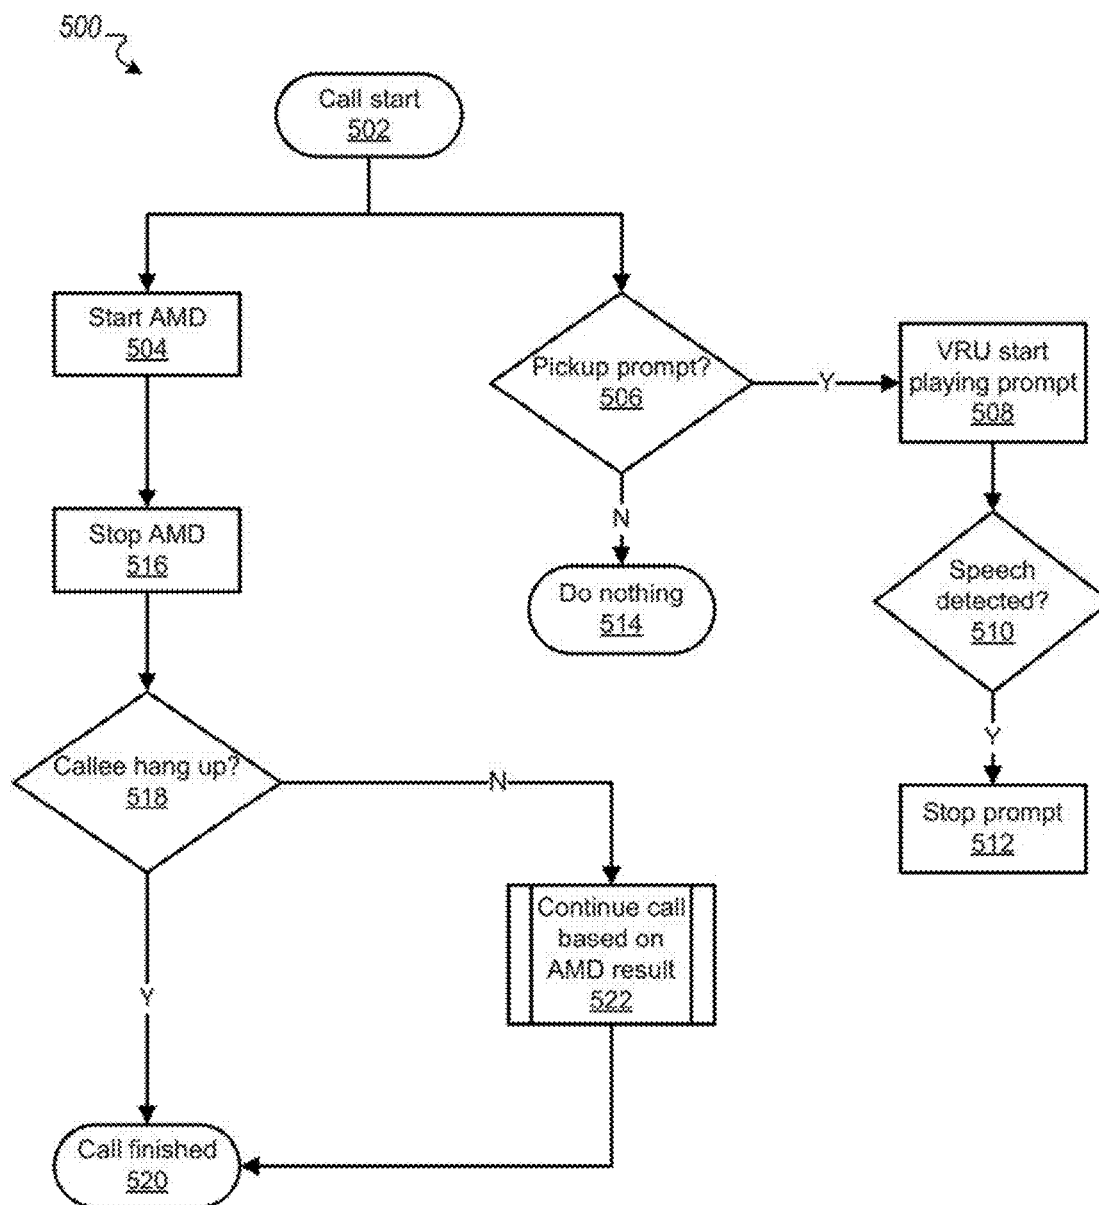 500
Call start
502
Start AMD
504
Pickup prompt?
506
Y
VRU start
playing prompt
508
N
Stop AMD
516
Do nothing
514
Speech
detected?
510
Y
Callee hang up?
518
N
Stop prompt
512
Continue call
based on
AMD result
522
Y
Call finished
520